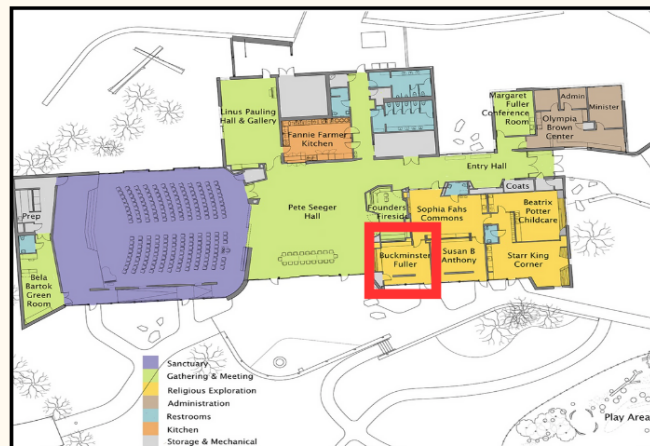 Linus Pauling
Hall & Gallery
Fannie Farmer
Kitchen
Margaret
Fuller
Conference
Room
Admin
Minister
Olympia
Brown
Center
Entry Hall
Coats
Prep
Pete Seeger
Hall
Founders
Fireside
Sophia Fahs
Commons
Beatrix
Potter
Childcare
Bela
Bartok
Green
Room
Buckminster
Fuller
Susan B
Anthony
Starr King
Corner
Sanctuary
Gathering & Meeting
Religious Exploration
Administration
Restrooms
Kitchen
Storage & Mechanical
Play Area